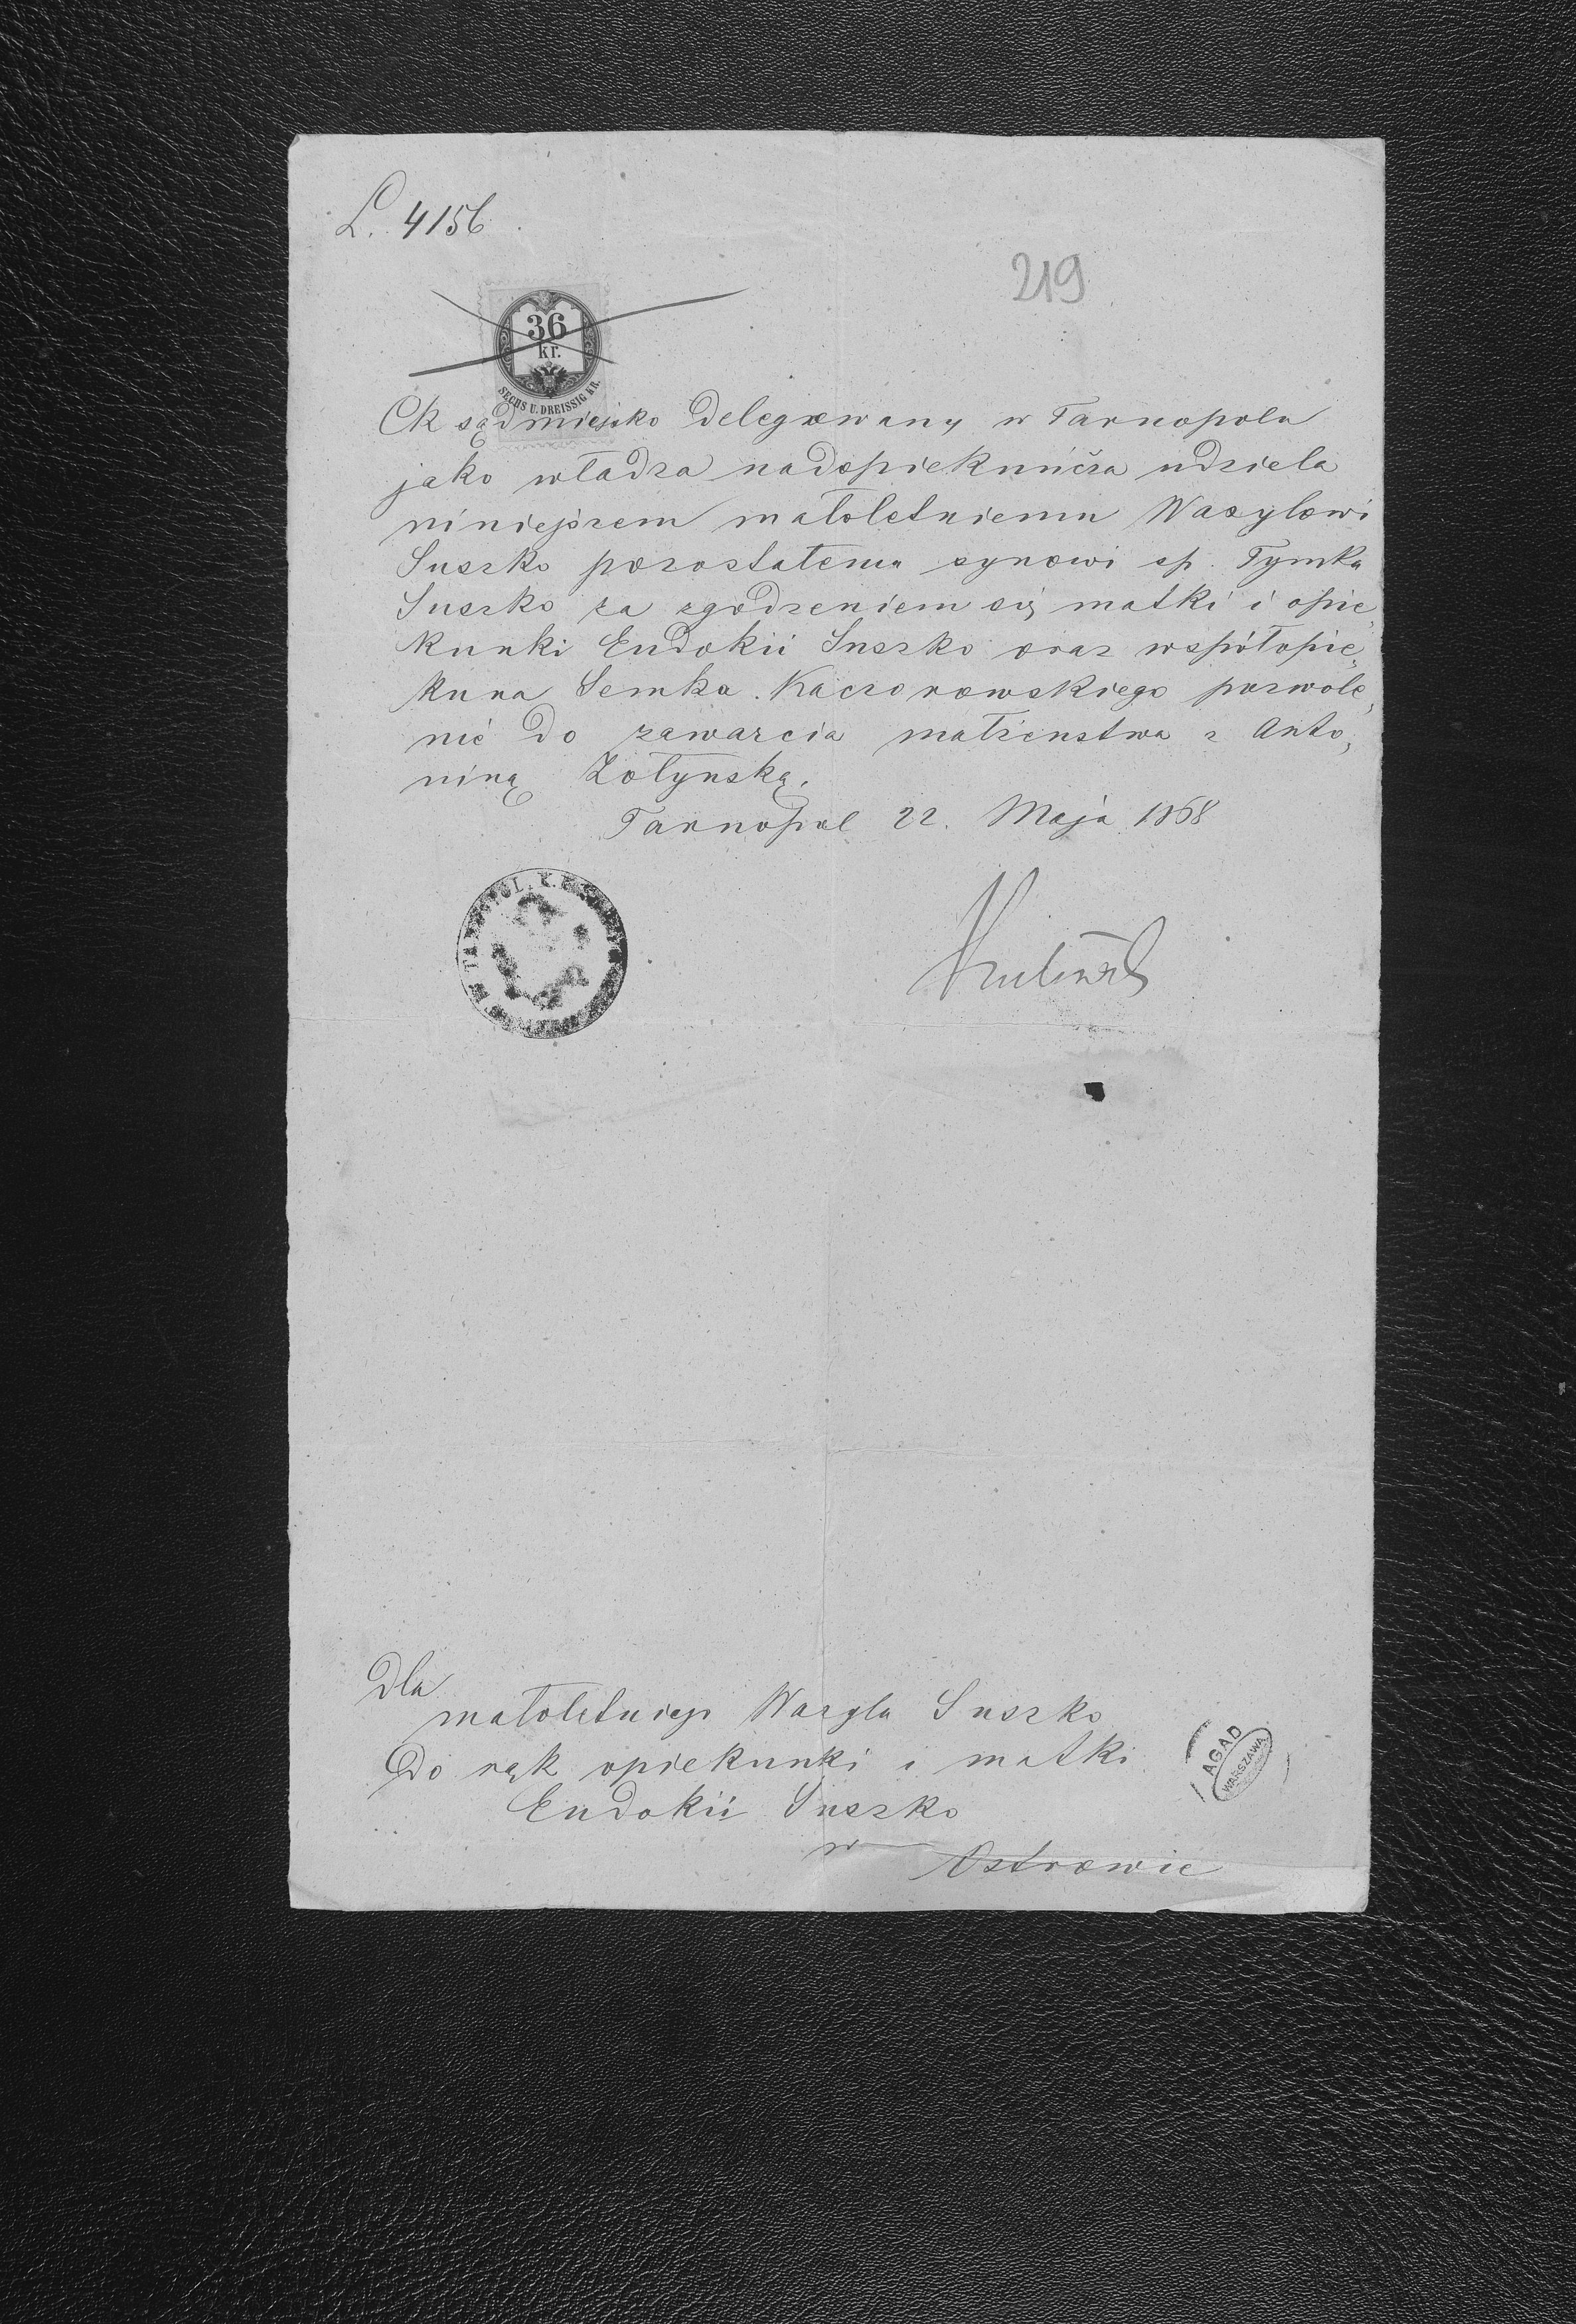 L. 4156
219
36
kr.
SECHS U. DREISSIG KR.
Ck sąd miejsko delegowany w Tarnopolu
jako władza nadopiekuńcza udziela
niniejszem małoletniemu Wasylowi
Suszko pozostałemu synowi sp. Tymka
Suszko za zgodzeniem się matki i opie„
kunki Eudokii Suszko oraz współopie„
kuna Semka Kaczorowskiego pozwole„
nie do zawarcia małżenstwa z Anto„
niną Zołynską.
Tarnopol 22. Maja 1868
Dla
małoletniego Wasyla Suszko
Do rąk opiekunki i matki
Eudokii Suszko
w Ostrowie
AGAD
WARSZAWA